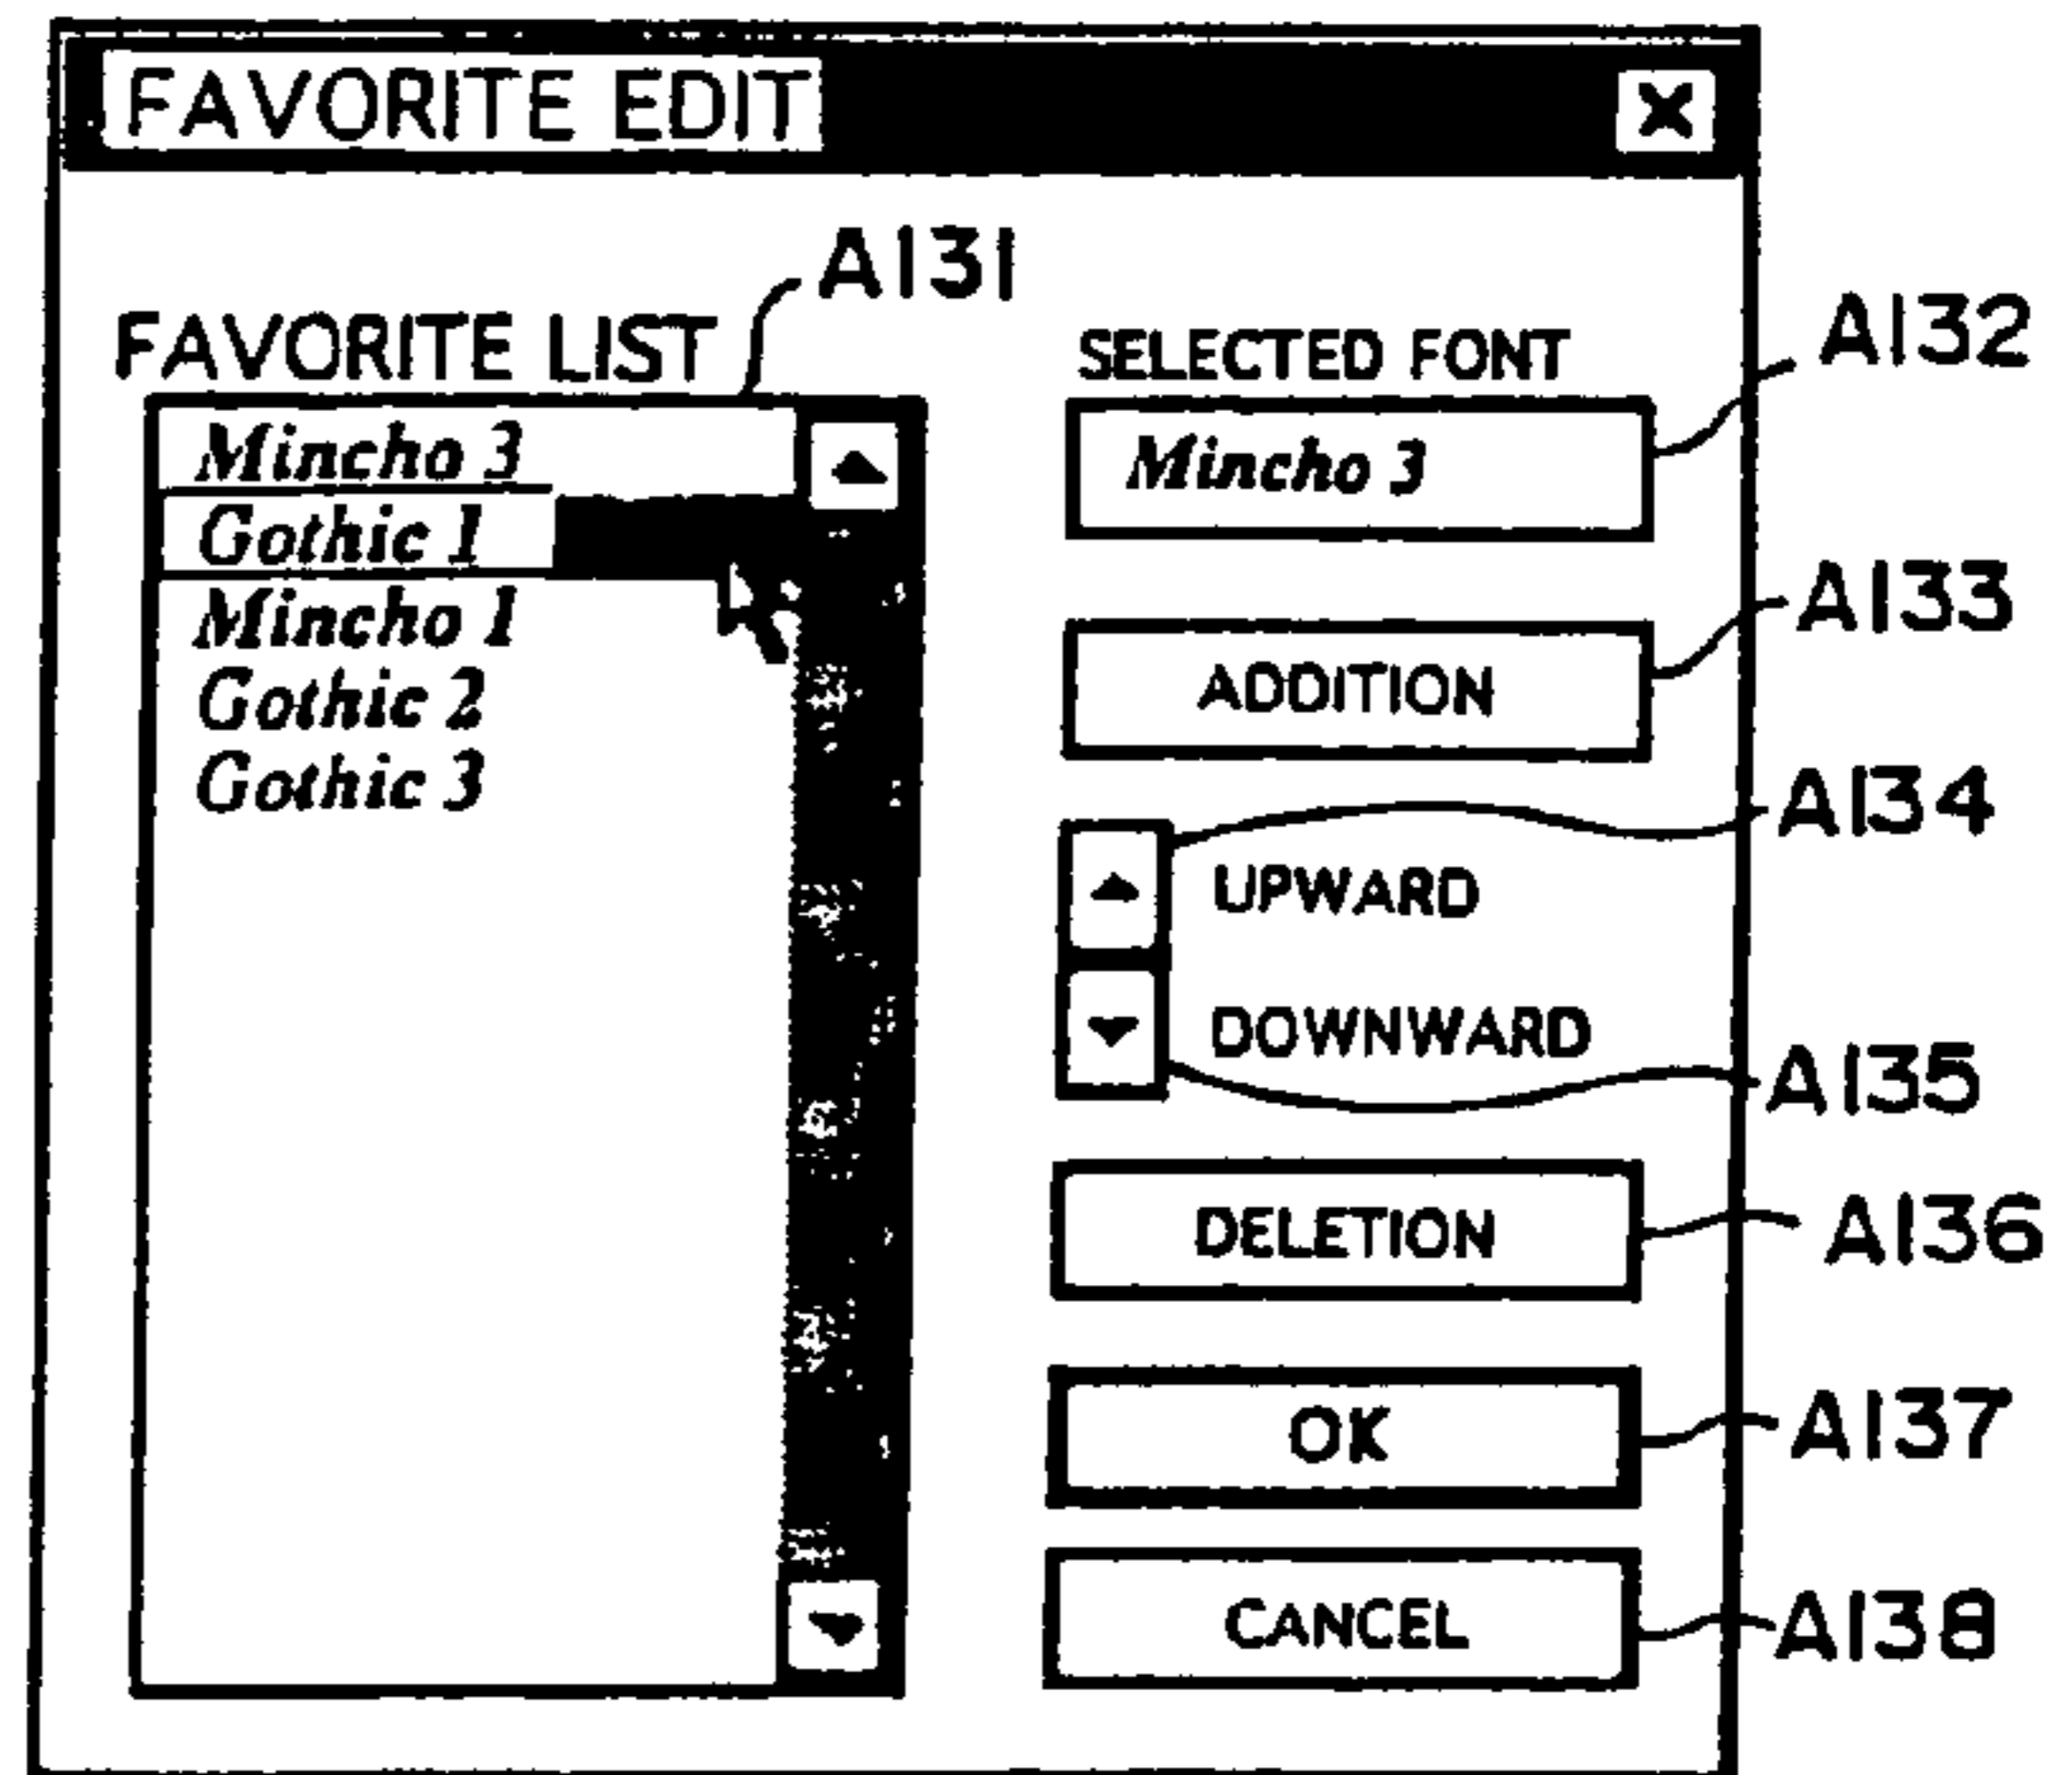 FAVORITE EDIT
A131
FAVORITE LIST
Mincho 3
Gothic 1
Mincho 1
Gothic 2
Gothic 3
SELECTED FONT
A132
Mincho 3
A133
ADDITION
A134
UPWARD
DOWNWARD
A135
DELETION
A136
OK
A137
CANCEL
A138